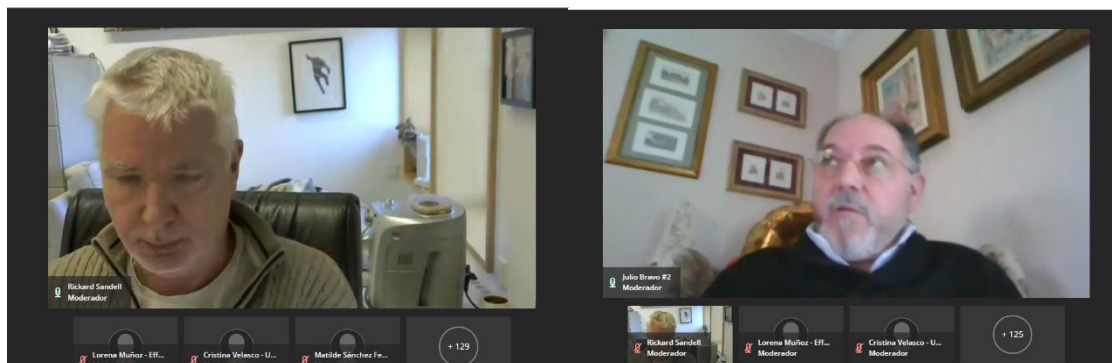 Rickard Sandell
Moderador
Lorena Muñoz - Eff...
Cristina Velasco - U...
Matilde Sánchez Fe...
+ 129
Julio Bravo #2
Moderador
Rickard Sandell
Moderador
Lorena Muñoz - Eff...
Moderador
Cristina Velasco - U...
Moderador
+ 125